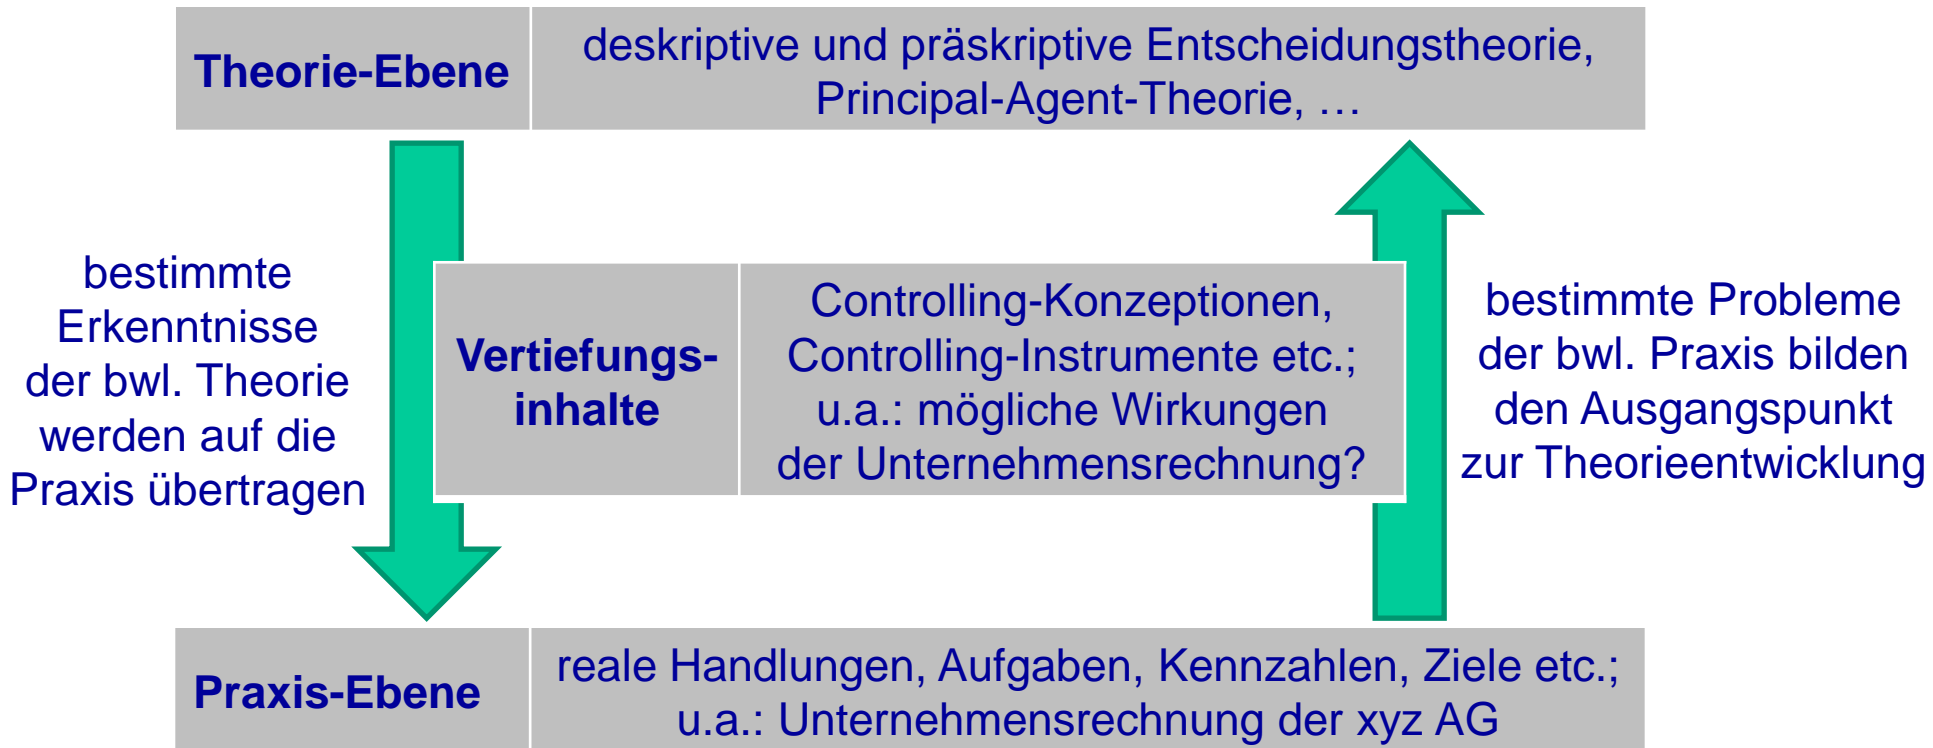 Theorie-Ebene
deskriptive und präskriptive Entscheidungstheorie,
Principal-Agent-Theorie, …
bestimmte
Erkenntnisse
der bwl. Theorie
werden auf die
Praxis übertragen
Vertiefungs-
inhalte
Controlling-Konzeptionen,
Controlling-Instrumente etc.;
u.a.: mögliche Wirkungen
der Unternehmensrechnung?
bestimmte Probleme
der bwl. Praxis bilden
den Ausgangspunkt
zur Theorieentwicklung
Praxis-Ebene
reale Handlungen, Aufgaben, Kennzahlen, Ziele etc.;
u.a.: Unternehmensrechnung der xyz AG